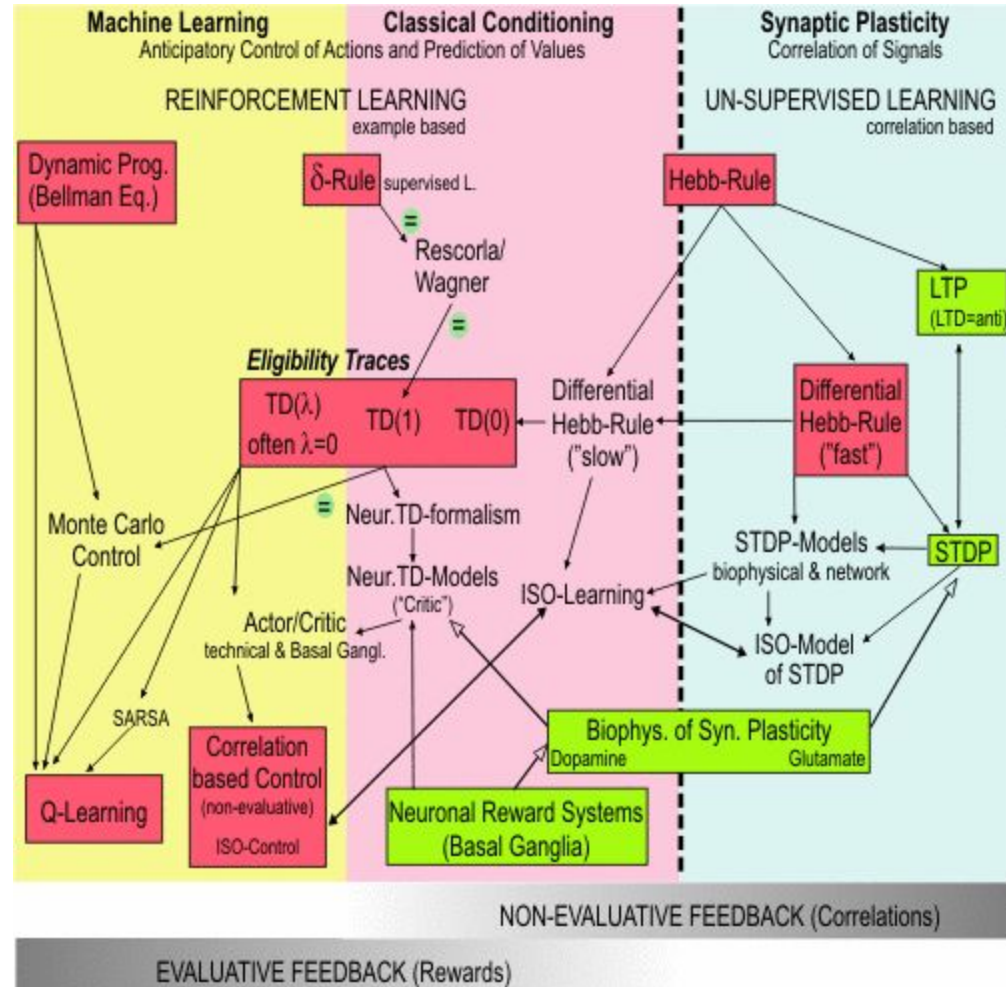 Machine Learning
Classical Conditioning
Anticipatory Control of Actions and Prediction of Values
Synaptic Plasticity
Correlation of Signals
REINFORCEMENT LEARNING
example based
UN-SUPERVISED LEARNING
correlation based
Dynamic Prog.
(Bellman Eq.)
δ-Rule
supervised L.
Hebb-Rule
=
Rescorla/
Wagner
=
LTP
(LTD=anti)
Eligibility Traces
TD(λ)
often λ=0
TD(1)
TD(0)
Differential
Hebb-Rule
("slow")
Differential
Hebb-Rule
("fast")
=
Monte Carlo
Control
Neur.TD-formalism
Neur.TD-Models
("Critic")
STDP-Models
biophysical & network
STDP
ISO-Learning
Actor/Critic
technical & Basal Gangl.
ISO-Model
of STDP
SARSA
Biophys. of Syn. Plasticity
Dopamine
Glutamate
Correlation
based Control
(non-evaluative)
ISO-Control
Q-Learning
Neuronal Reward Systems
(Basal Ganglia)
NON-EVALUATIVE FEEDBACK (Correlations)
EVALUATIVE FEEDBACK (Rewards)